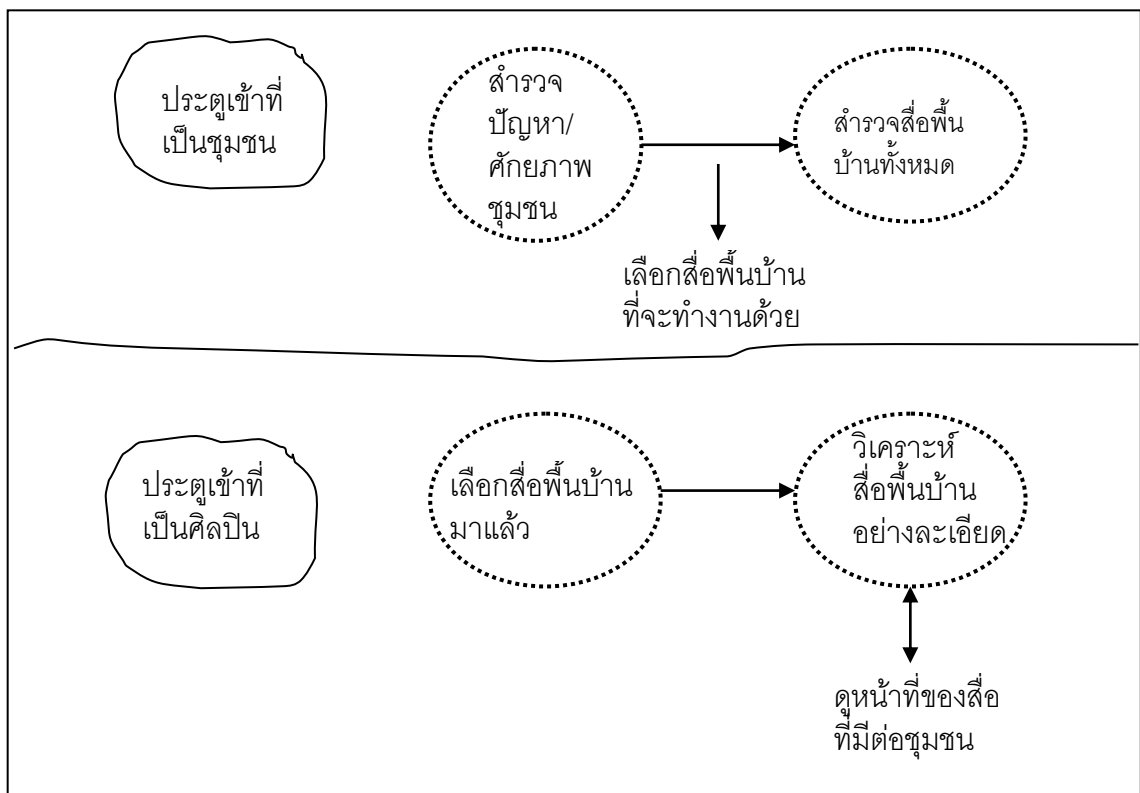 ประตูเข้าที่
เป็นชุมชน
สำรวจ
ปัญหา/
ศักยภาพ
ชุมชน
สำรวจสื่อพื้น
บ้านทั้งหมด
เลือกสื่อพื้นบ้าน
ที่จะทำงานด้วย
ประตูเข้าที่
เป็นศิลปิน
เลือกสื่อพื้นบ้าน
มาแล้ว
วิเคราะห์
สื่อพื้นบ้าน
อย่างละเอียด
ดูหน้าที่ของสื่อ
ที่มีต่อชุมชน